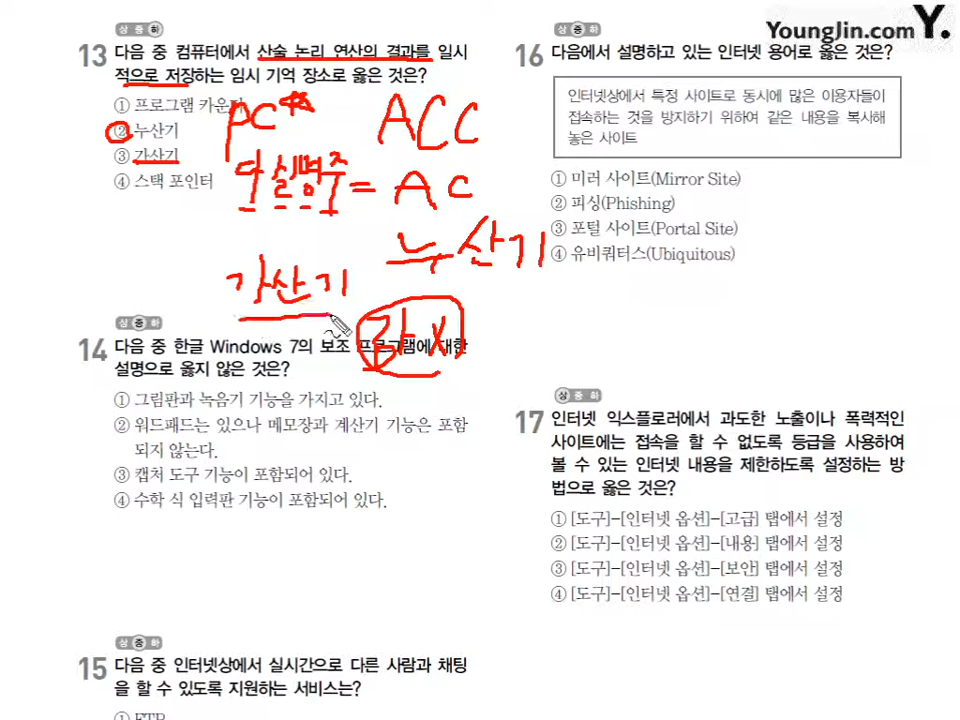 YoungJin.com Y.
상 중 하
13 다음 중 컴퓨터에서 산술 논리 연산의 결과를 일시
적으로 저장하는 임시 기억 장소로 옳은 것은?
① 프로그램 카운터
② 누산기
③ 가산기
④ 스택 포인터
PC
ACC
= AC
누산기
가산기
상 중 하
14 다음 중 한글 Windows 7의 보조 프로그램에 대한
설명으로 옳지 않은 것은?
① 그림판과 녹음기 기능을 가지고 있다.
② 워드패드는 있으나 메모장과 계산기 기능은 포함
되지 않는다.
③ 캡처 도구 기능이 포함되어 있다.
④ 수학 식 입력판 기능이 포함되어 있다.
상 중 하
15 다음 중 인터넷상에서 실시간으로 다른 사람과 채팅
을 할 수 있도록 지원하는 서비스는?
① FTP
상 중 하
16 다음에서 설명하고 있는 인터넷 용어로 옳은 것은?
인터넷상에서 특정 사이트로 동시에 많은 이용자들이
접속하는 것을 방지하기 위하여 같은 내용을 복사해
놓은 사이트
① 미러 사이트(Mirror Site)
② 피싱(Phishing)
③ 포털 사이트(Portal Site)
④ 유비쿼터스(Ubiquitous)
상 중 하
17 인터넷 익스플로러에서 과도한 노출이나 폭력적인
사이트에는 접속을 할 수 없도록 등급을 사용하여
볼 수 있는 인터넷 내용을 제한하도록 설정하는 방
법으로 옳은 것은?
① [도구]-[인터넷 옵션]-[고급] 탭에서 설정
② [도구]-[인터넷 옵션]-[내용] 탭에서 설정
③ [도구]-[인터넷 옵션]-[보안] 탭에서 설정
④ [도구]-[인터넷 옵션]-[연결] 탭에서 설정